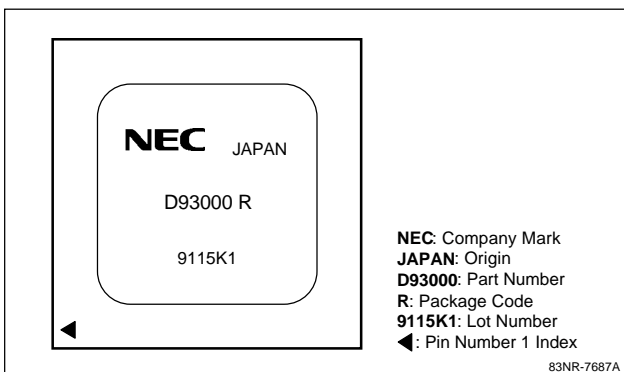 NEC JAPAN
D93000 R
9115K1
NEC: Company Mark
JAPAN: Origin
D93000: Part Number
R: Package Code
9115K1: Lot Number
◀: Pin Number 1 Index
83NR-7687A